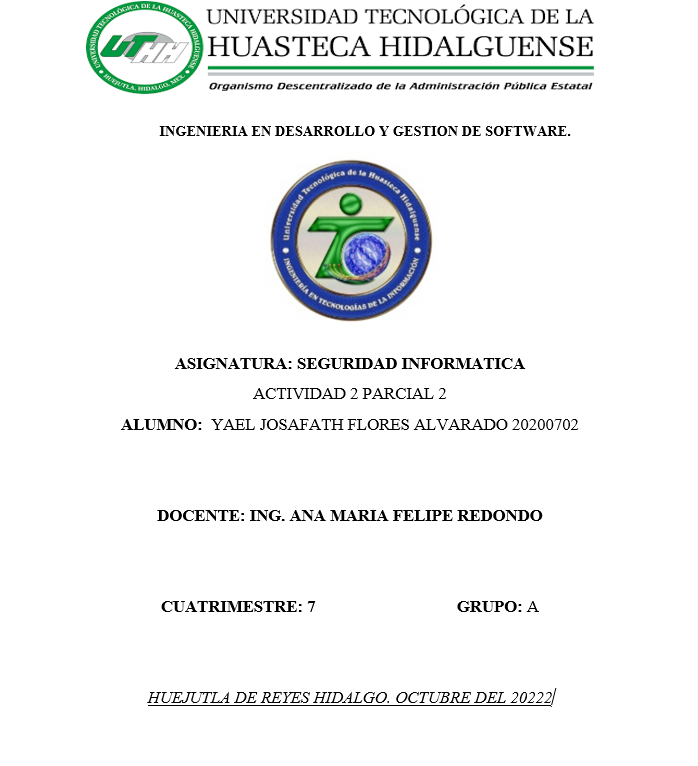 UNIVERSIDAD TECNOLÓGICA DE LA HUASTECA HIDALGUENSE
UTHH
HUEJUTLA, HIDALGO, MEX.
UNIVERSIDAD TECNOLÓGICA DE LA
HUASTECA HIDALGUENSE
Organismo Descentralizado de la Administración Pública Estatal
INGENIERIA EN DESARROLLO Y GESTION DE SOFTWARE.
Universidad Tecnológica de la Huasteca Hidalguense
INGENIERÍA EN TECNOLOGÍAS DE LA INFORMACIÓN
ASIGNATURA: SEGURIDAD INFORMATICA
ACTIVIDAD 2 PARCIAL 2
ALUMNO: YAEL JOSAFATH FLORES ALVARADO 20200702
DOCENTE: ING. ANA MARIA FELIPE REDONDO
CUATRIMESTRE: 7 GRUPO: A
HUEJUTLA DE REYES HIDALGO. OCTUBRE DEL 20222